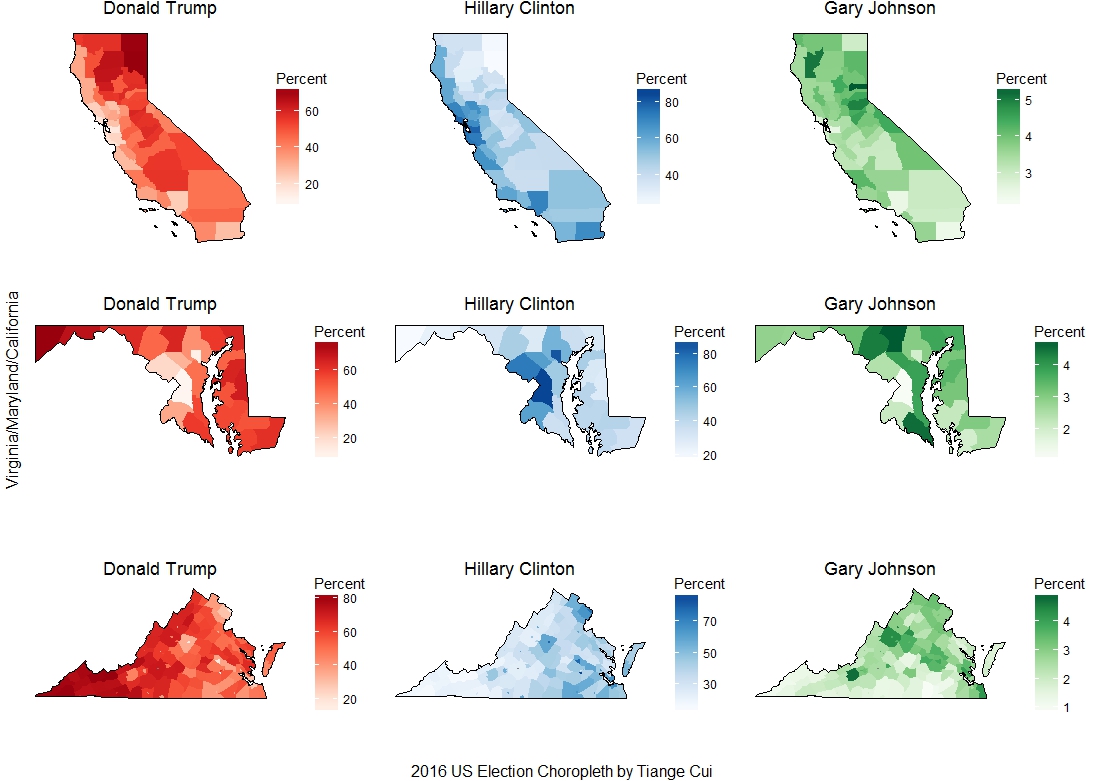 Donald Trump
Hillary Clinton
Gary Johnson
Percent
60
40
20
Percent
80
60
40
Percent
5
4
3
Virginia/Maryland/California
Donald Trump
Hillary Clinton
Gary Johnson
Percent
60
40
20
Percent
80
60
40
20
Percent
4
3
2
Donald Trump
Hillary Clinton
Gary Johnson
Percent
80
60
40
20
Percent
70
50
30
Percent
4
3
2
1
2016 US Election Choropleth by Tiange Cui